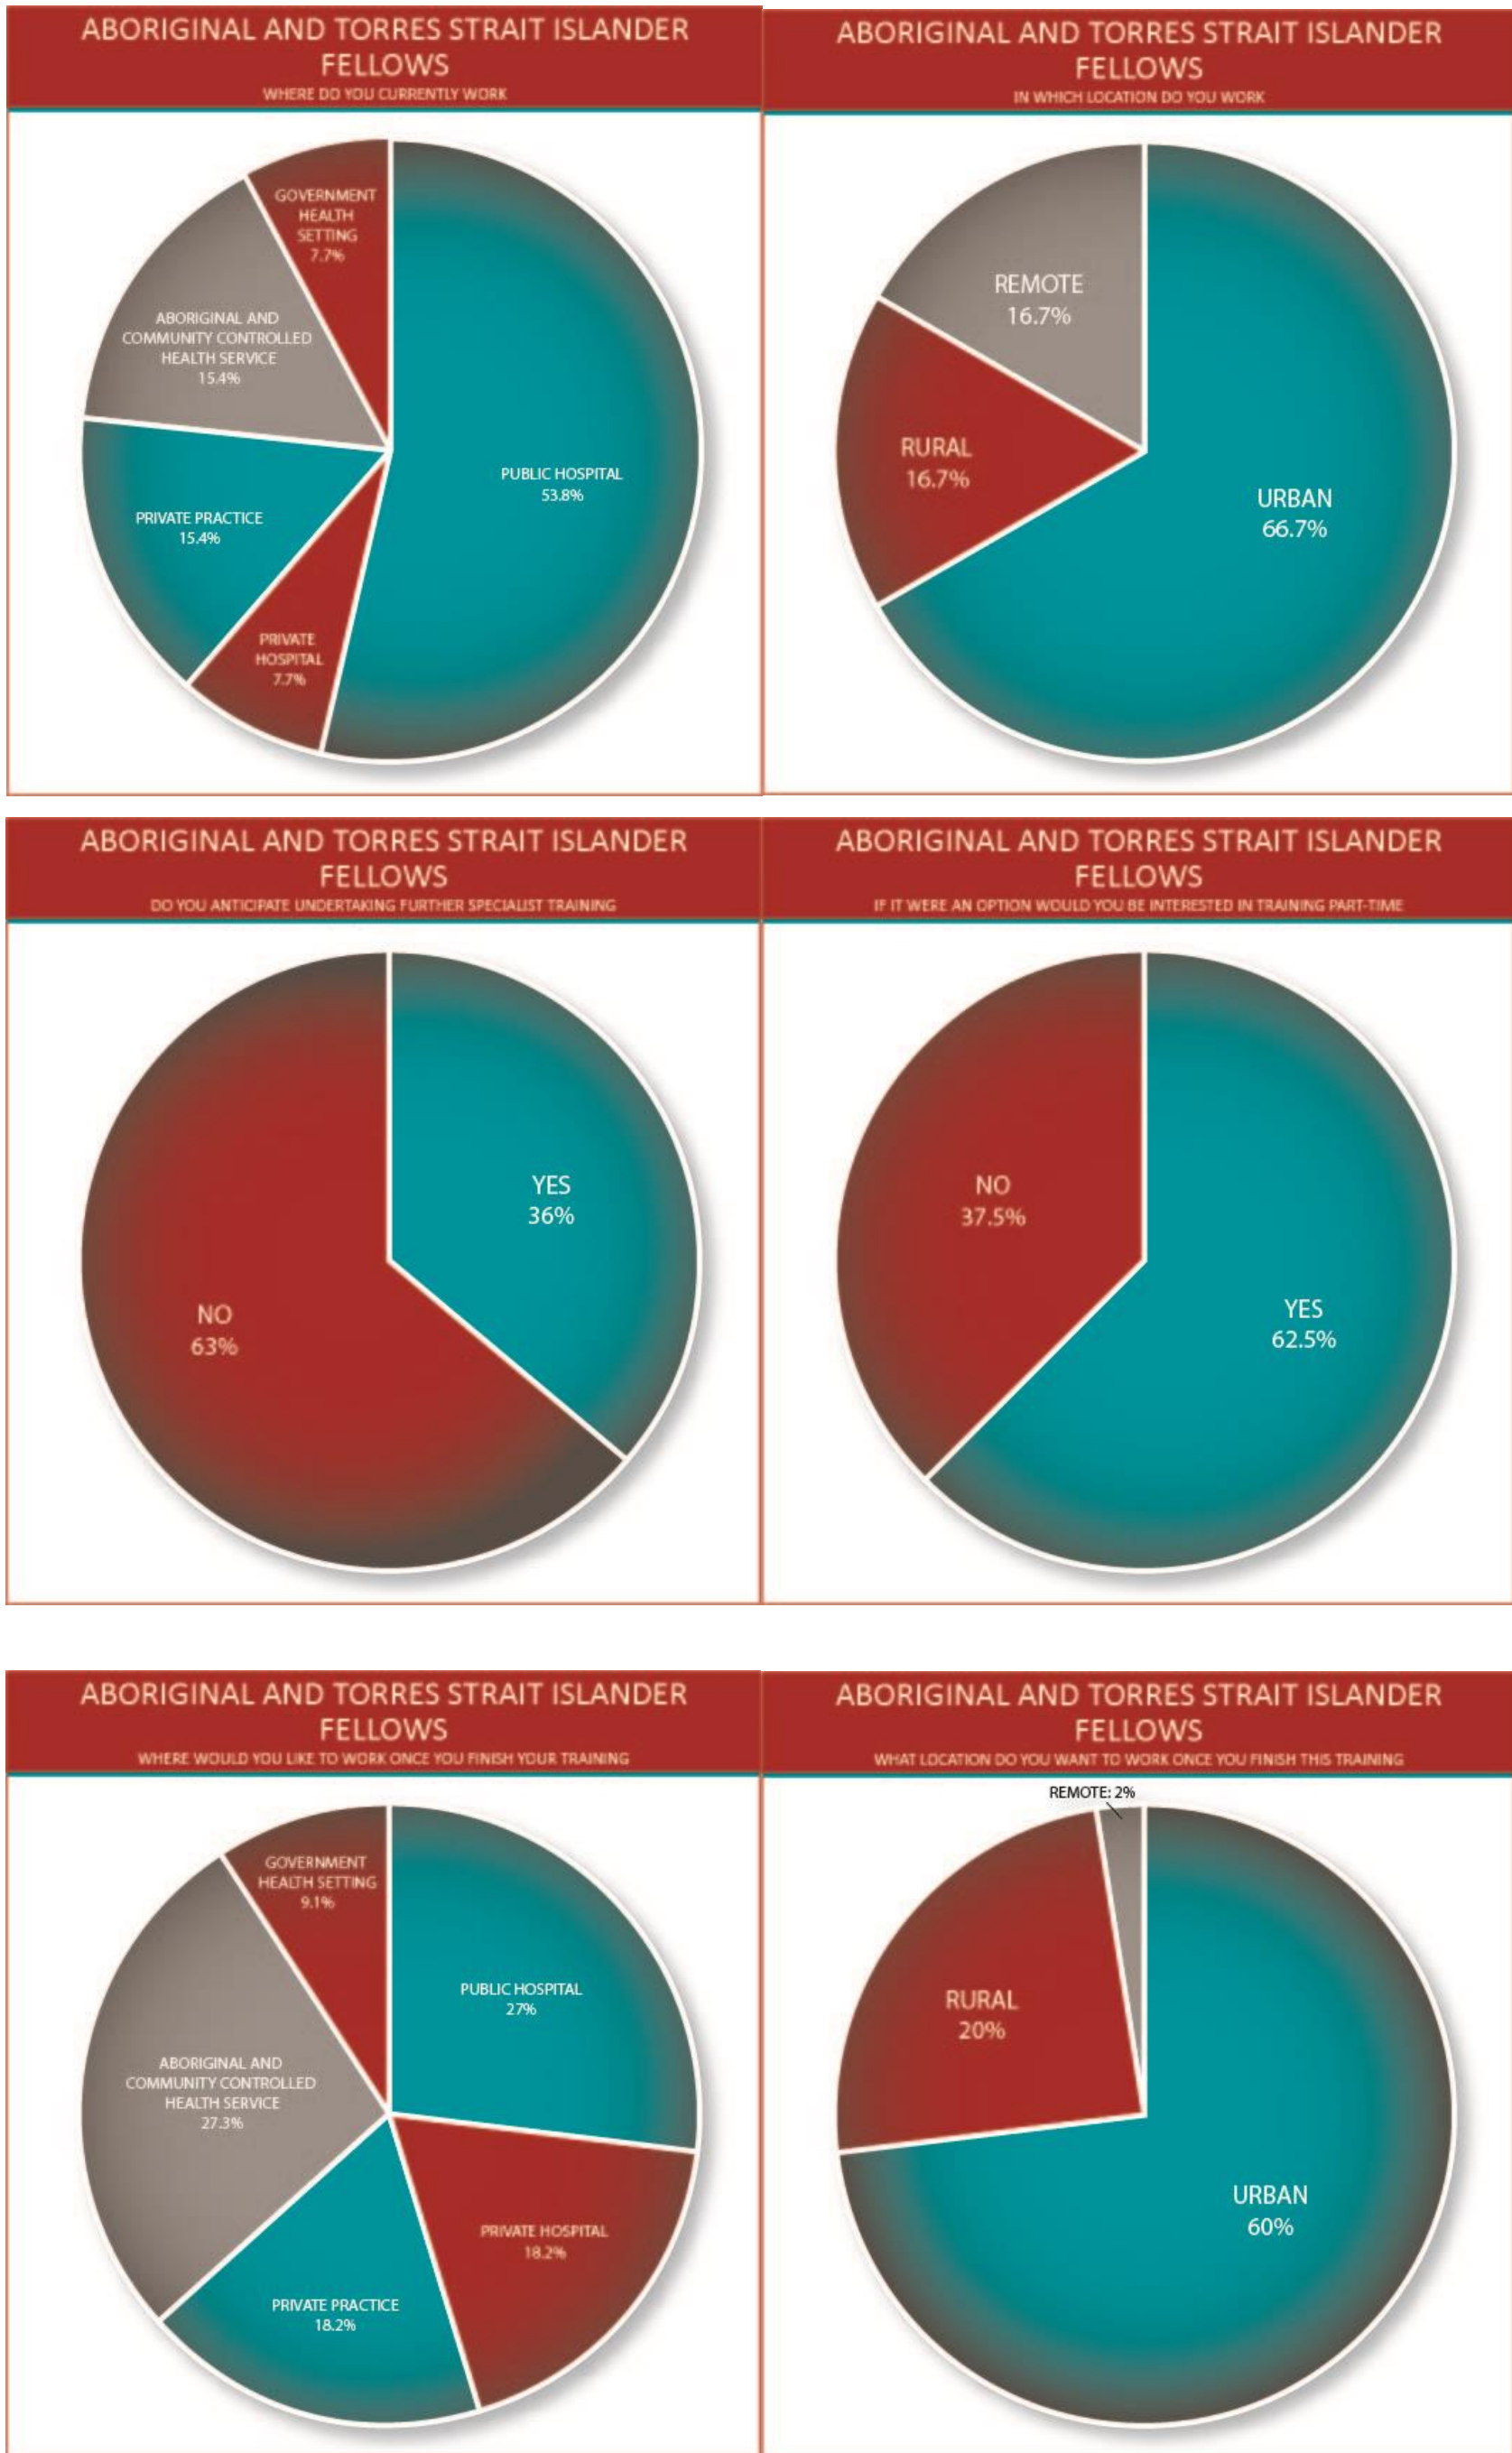 ABORIGINAL AND TORRES STRAIT ISLANDER
FELLOWS
WHERE DO YOU CURRENTLY WORK
GOVERNMENT
HEALTH
SETTING
7.7%
ABORIGINAL AND
COMMUNITY CONTROLLED
HEALTH SERVICE
15.4%
PUBLIC HOSPITAL
53.8%
PRIVATE PRACTICE
15.4%
PRIVATE
HOSPITAL
7.7%
ABORIGINAL AND TORRES STRAIT ISLANDER
FELLOWS
IN WHICH LOCATION DO YOU WORK
REMOTE
16.7%
RURAL
16.7%
URBAN
66.7%
ABORIGINAL AND TORRES STRAIT ISLANDER
FELLOWS
DO YOU ANTICIPATE UNDERTAKING FURTHER SPECIALIST TRAINING
YES
36%
NO
63%
ABORIGINAL AND TORRES STRAIT ISLANDER
FELLOWS
IF IT WERE AN OPTION WOULD YOU BE INTERESTED IN TRAINING PART-TIME
NO
37.5%
YES
62.5%
ABORIGINAL AND TORRES STRAIT ISLANDER
FELLOWS
WHERE WOULD YOU LIKE TO WORK ONCE YOU FINISH YOUR TRAINING
GOVERNMENT
HEALTH SETTING
9.1%
PUBLIC HOSPITAL
27%
ABORIGINAL AND
COMMUNITY CONTROLLED
HEALTH SERVICE
27.3%
PRIVATE HOSPITAL
18.2%
PRIVATE PRACTICE
18.2%
ABORIGINAL AND TORRES STRAIT ISLANDER
FELLOWS
WHAT LOCATION DO YOU WANT TO WORK ONCE YOU FINISH THIS TRAINING
REMOTE: 2%
RURAL
20%
URBAN
60%